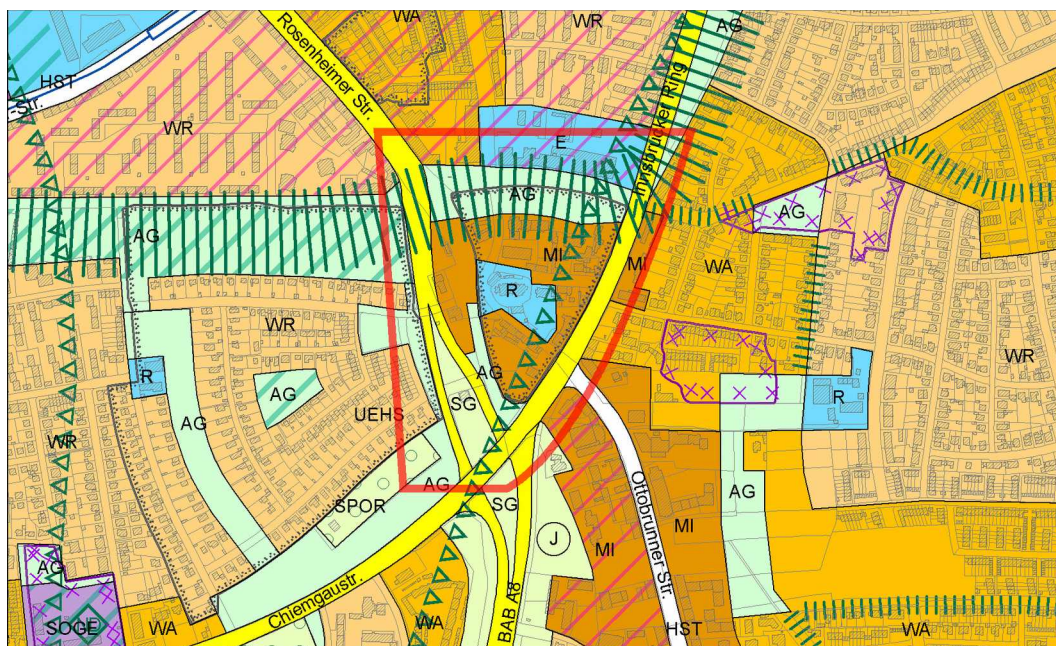 WA
WR
AG
Rosenheimer Str.
HST
-Str.
WR
E
Innsbrucker Ring
AG
AG
AG
MI
MI
WA
R
WR
WR
AG
R
AG
SG
R
AG
UEHS
WR
AG
SPOR
AG
SG
AG
J
MI
MI
Ottobrunner Str.
Chiemgaustr.
BAB A8
AG
SOGE
WA
WA
HST
WA